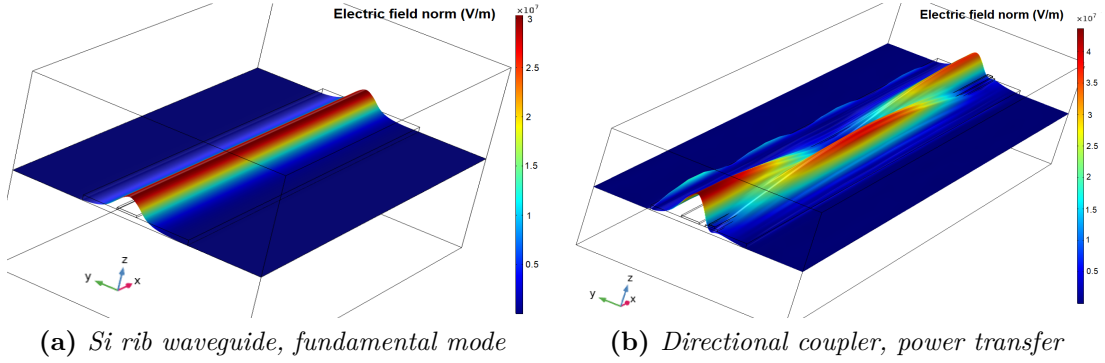 Electric field norm (V/m)
×10⁷
3
2.5
2
1.5
1
0.5
z
y
x
(a) Si rib waveguide, fundamental mode
Electric field norm (V/m)
×10⁷
4
3.5
3
2.5
2
1.5
1
0.5
0
z
y
x
(b) Directional coupler, power transfer